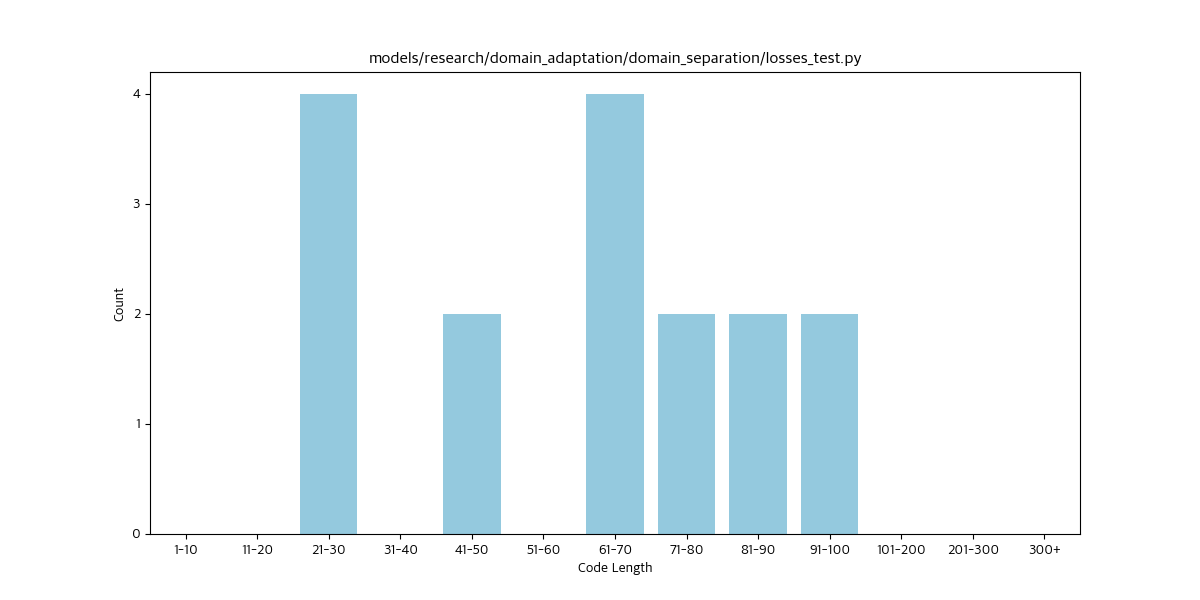 models/research/domain_adaptation/domain_separation/losses_test.py
4
3
2
1
0
Count
1-10 11-20 21-30 31-40 41-50 51-60 61-70 71-80 81-90 91-100 101-200 201-300 300+
Code Length